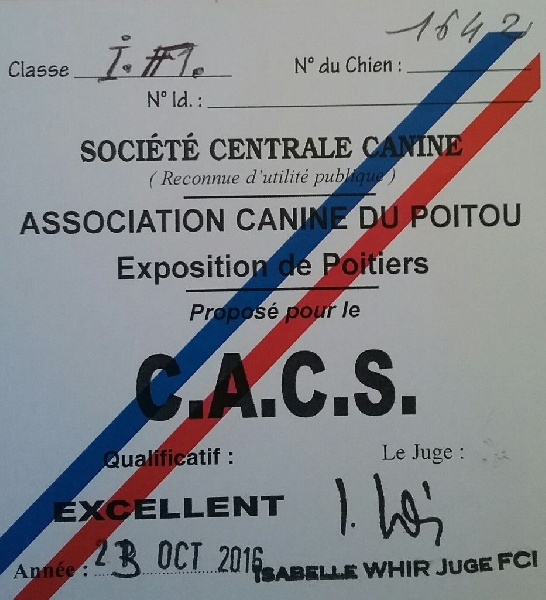 1642
Classe I. #1. N° du Chien :
N° Id. :
SOCIÉTÉ CENTRALE CANINE
( Reconnue d'utilité publique )
ASSOCIATION CANINE DU POITOU
Exposition de Poitiers
Proposé pour le
C.A.C.S.
Qualificatif : Le Juge :
EXCELLENT
Année : 23 OCT 2016
ISABELLE WHIR JUGE FCI